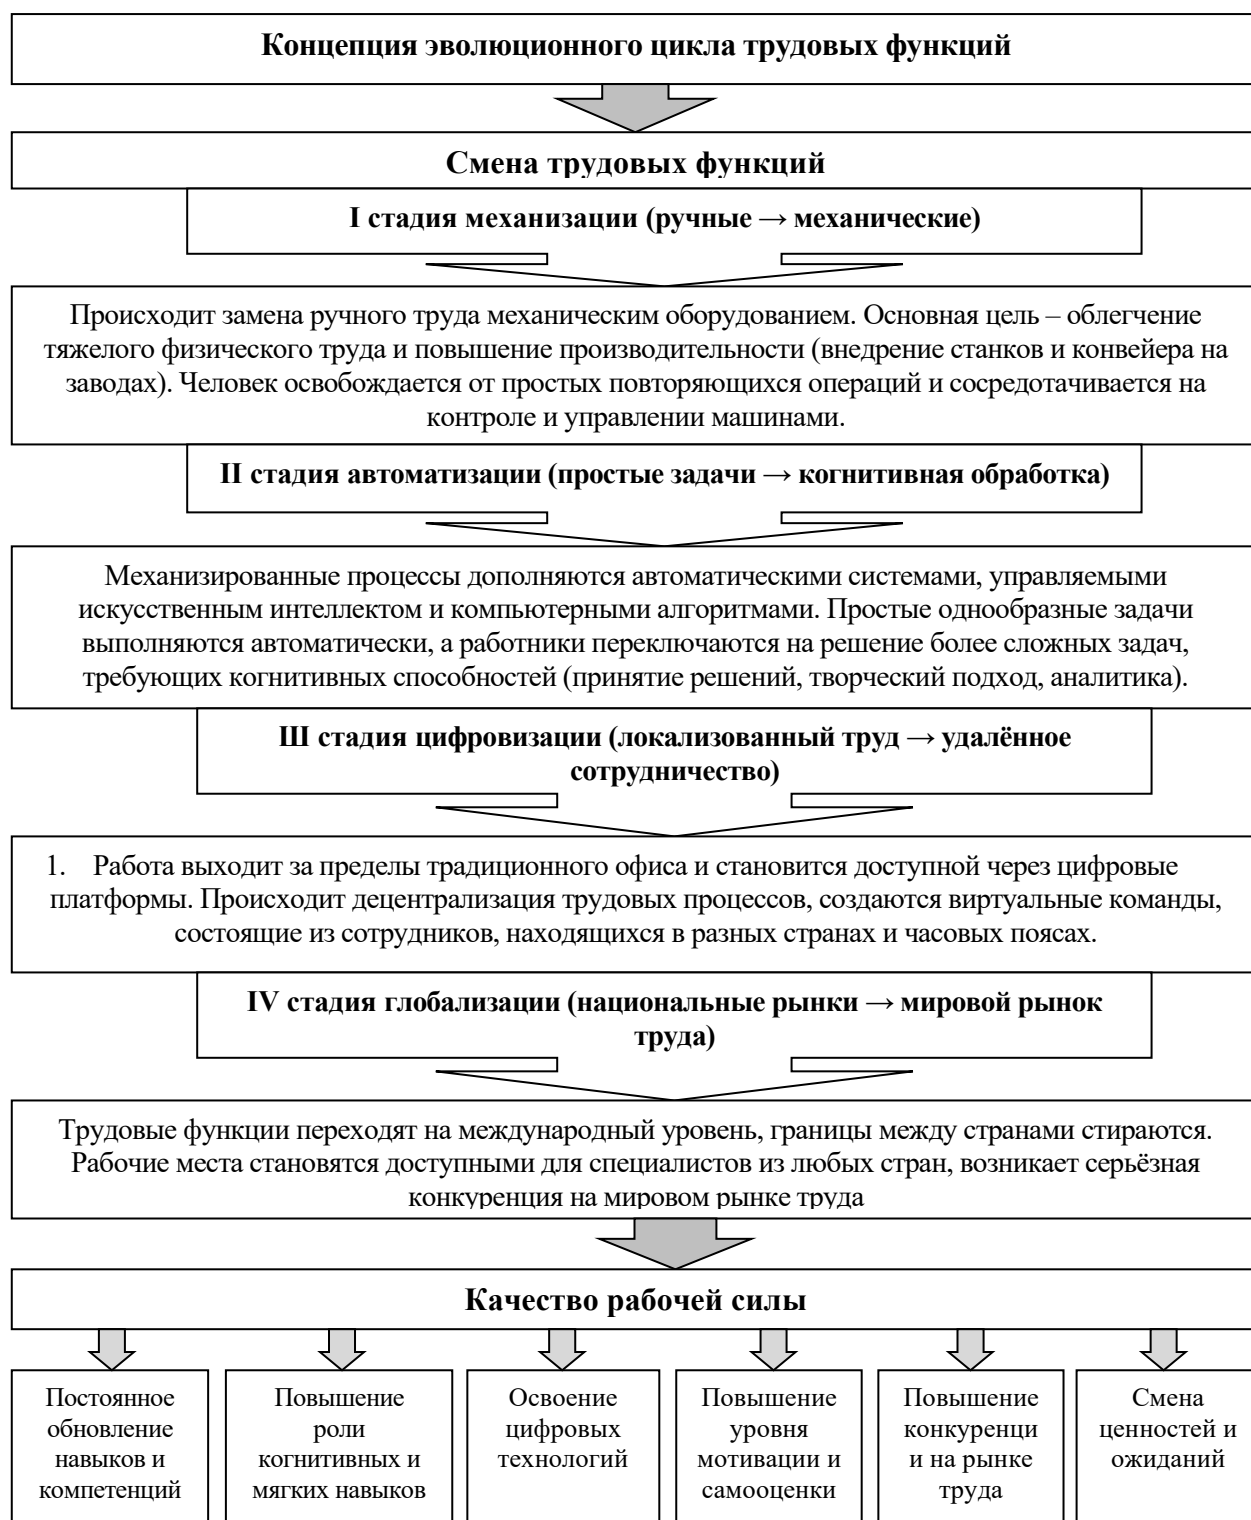 Концепция эволюционного цикла трудовых функций
Смена трудовых функций
I стадия механизации (ручные → механические)
Происходит замена ручного труда механическим оборудованием. Основная цель – облегчение
тяжелого физического труда и повышение производительности (внедрение станков и конвейера на
заводах). Человек освобождается от простых повторяющихся операций и сосредотачивается на
контроле и управлении машинами.
II стадия автоматизации (простые задачи → когнитивная обработка)
Механизированные процессы дополняются автоматическими системами, управляемыми
искусственным интеллектом и компьютерными алгоритмами. Простые однообразные задачи
выполняются автоматически, а работники переключаются на решение более сложных задач,
требующих когнитивных способностей (принятие решений, творческий подход, аналитика).
III стадия цифровизации (локализованный труд → удалённое
сотрудничество)
1. Работа выходит за пределы традиционного офиса и становится доступной через цифровые
платформы. Происходит децентрализация трудовых процессов, создаются виртуальные команды,
состоящие из сотрудников, находящихся в разных странах и часовых поясах.
IV стадия глобализации (национальные рынки → мировой рынок
труда)
Трудовые функции переходят на международный уровень, границы между странами стираются.
Рабочие места становятся доступными для специалистов из любых стран, возникает серьёзная
конкуренция на мировом рынке труда
Качество рабочей силы
Постоянное
обновление
навыков и
компетенций
Повышение
роли
когнитивных и
мягких навыков
Освоение
цифровых
технологий
Повышение
уровня
мотивации и
самооценки
Повышение
конкуренци
и на рынке
труда
Смена
ценностей и
ожиданий